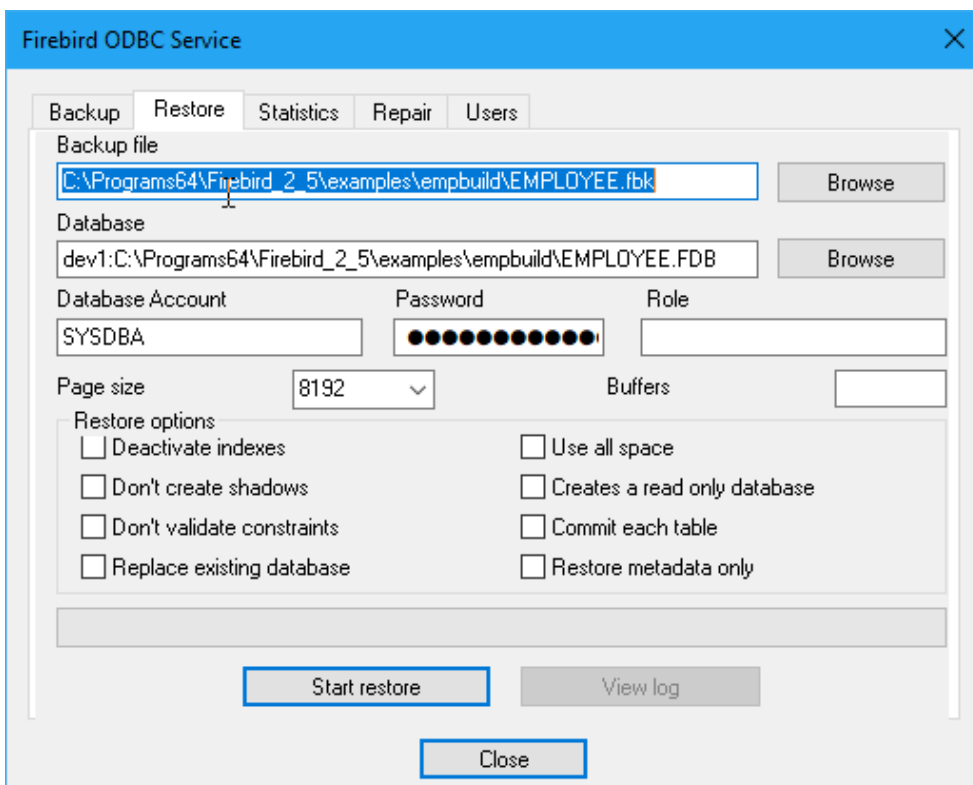 Firebird ODBC Service
Backup Restore Statistics Repair Users
Backup file
C:\Programs64\Firebird_2_5\examples\empbuild\EMPLOYEE.fbk Browse
Database
dev1:C:\Programs64\Firebird_2_5\examples\empbuild\EMPLOYEE.FDB Browse
Database Account Password Role
SYSDBA ●●●●●●●●●●●●
Page size 8192 Buffers
Restore options
Deactivate indexes Use all space
Don't create shadows Creates a read only database
Don't validate constraints Commit each table
Replace existing database Restore metadata only
Start restore View log
Close